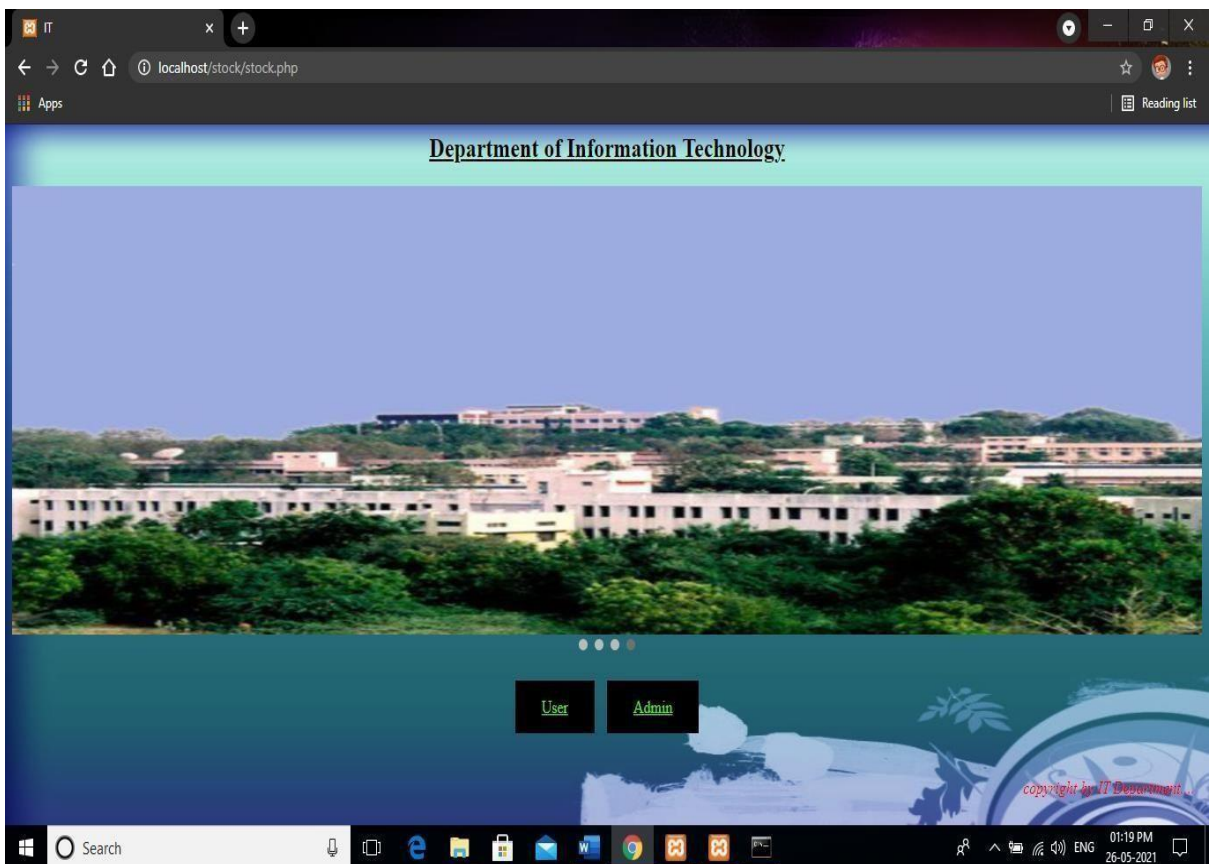 IT
localhost/stock/stock.php
Apps
Reading list
Department of Information Technology
User
Admin
copyright by IT Department...
Search
ENG
01:19 PM
26-05-2021